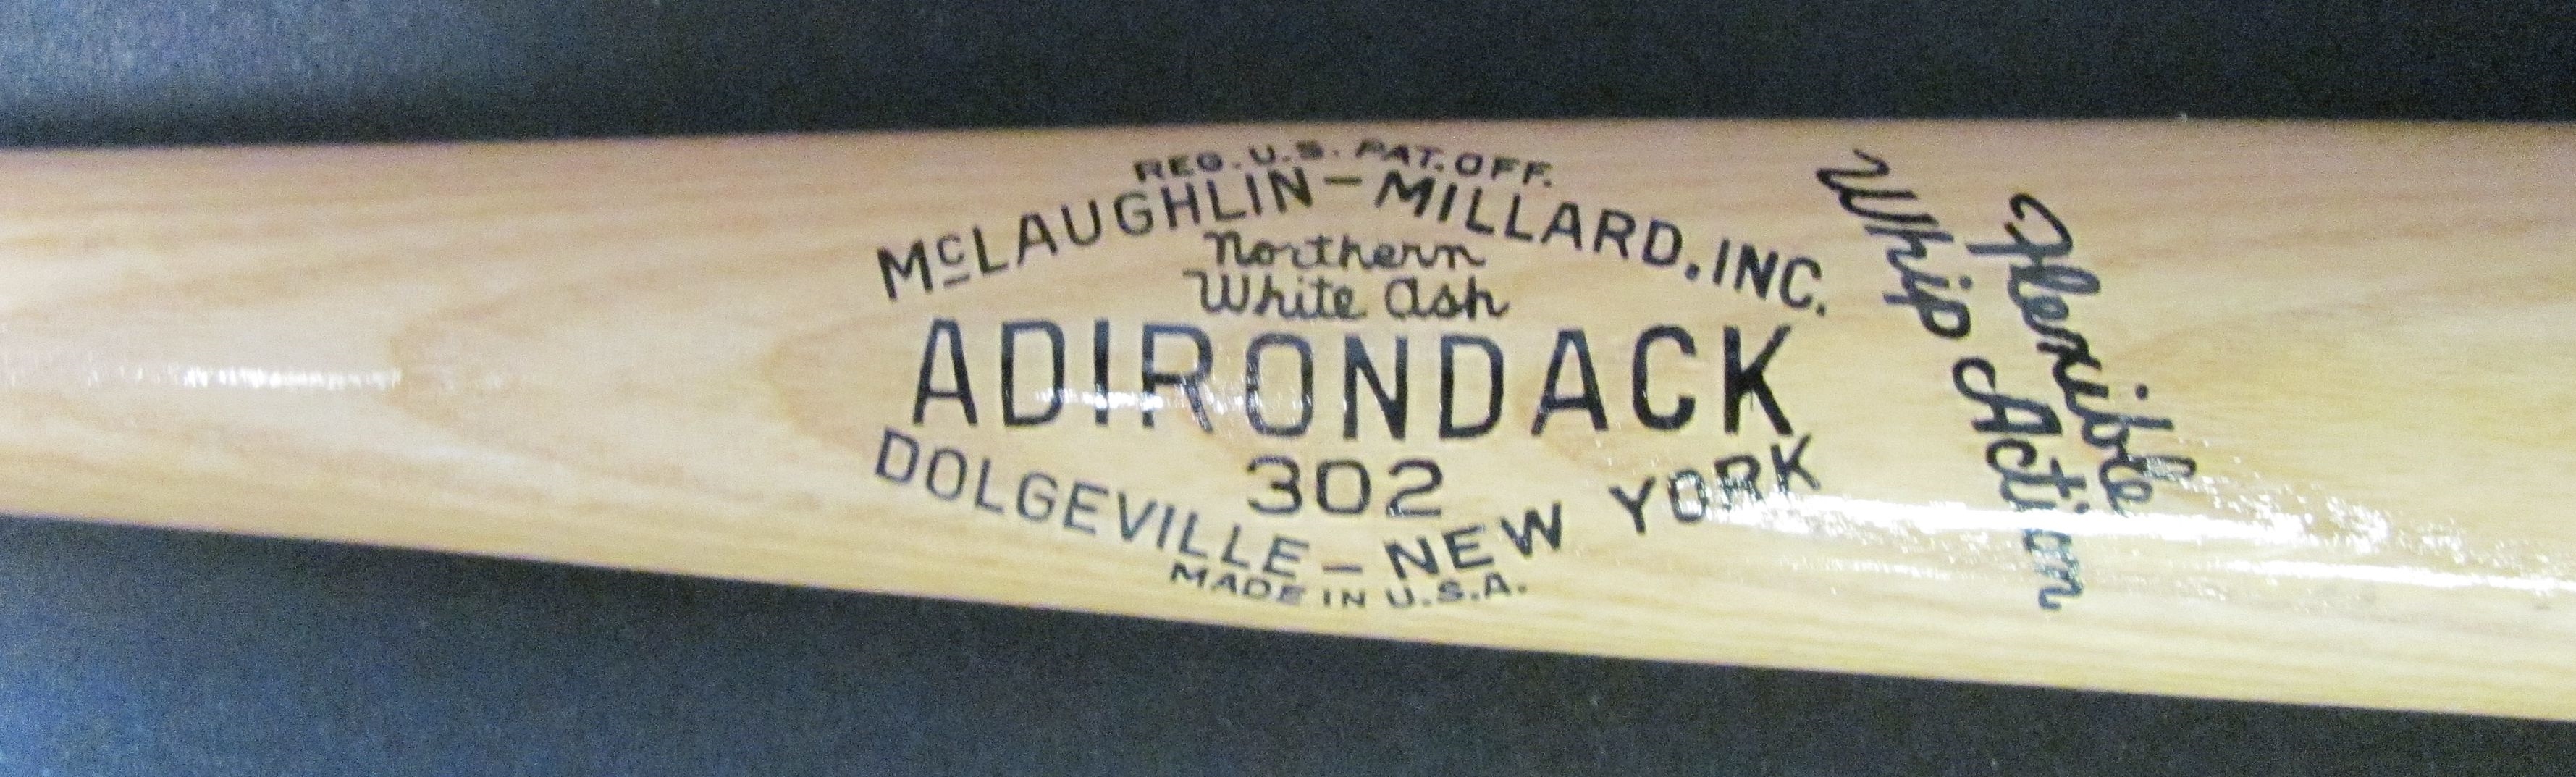 REG. U.S. PAT. OFF.
McLAUGHLIN-MILLARD, INC.
Northern
White Ash
ADIRONDACK
302
DOLGEVILLE-NEW YORK
MADE IN U.S.A.
Flexible
Whip Action